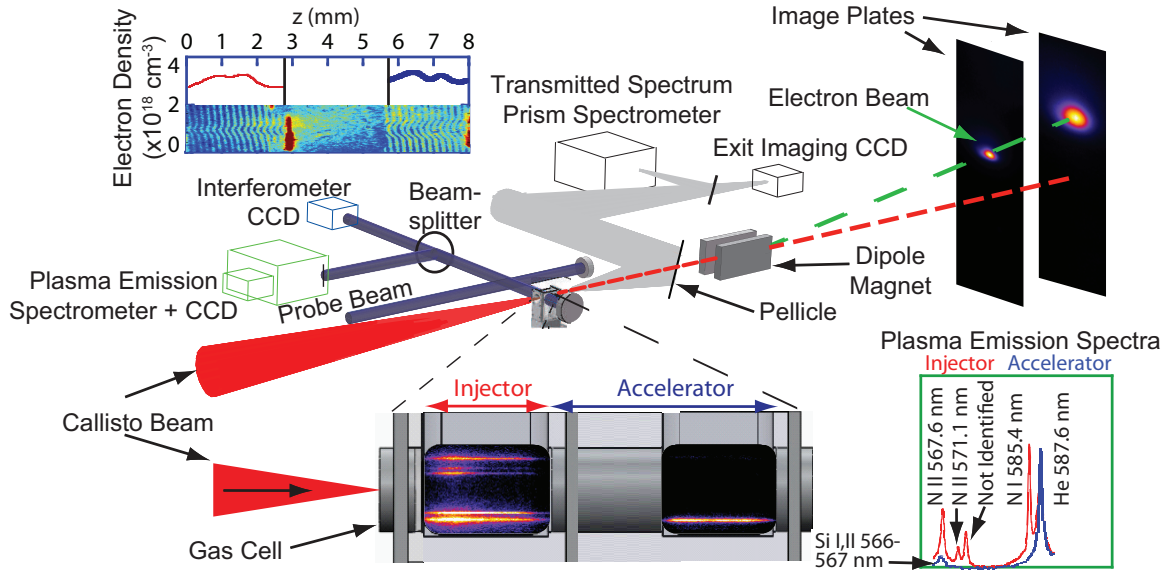 z (mm)
0 1 2 3 4 5 6 7 8
Electron Density
(x10¹⁸ cm⁻³)
4
2
0
Image Plates
Transmitted Spectrum
Prism Spectrometer
Electron Beam
Exit Imaging CCD
Interferometer
CCD
Beam-
splitter
Plasma Emission
Spectrometer + CCD
Probe Beam
Dipole
Magnet
Pellicle
Callisto Beam
Injector
Accelerator
Gas Cell
Plasma Emission Spectra
Injector Accelerator
N II 567.6 nm
N II 571.1 nm
Not Identified
N I 585.4 nm
He 587.6 nm
Si I,II 566-
567 nm